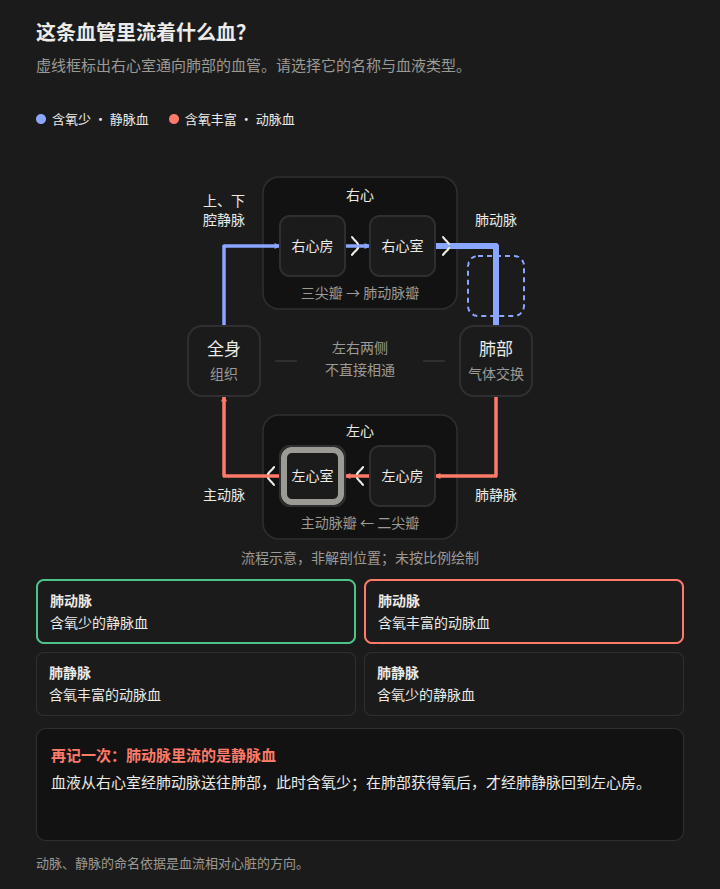 这条血管里流着什么血？
虚线框标出右心室通向肺部的血管。请选择它的名称与血液类型。
含氧少 · 静脉血
含氧丰富 · 动脉血
右心
上、下
腔静脉
肺动脉
右心房
右心室
三尖瓣 → 肺动脉瓣
全身
组织
左右两侧
不直接相通
肺部
气体交换
左心
左心室
左心房
主动脉
肺静脉
主动脉瓣 ← 二尖瓣
流程示意，非解剖位置；未按比例绘制
肺动脉
含氧少的静脉血
肺动脉
含氧丰富的动脉血
肺静脉
含氧丰富的动脉血
肺静脉
含氧少的静脉血
再记一次：肺动脉里流的是静脉血
血液从右心室经肺动脉送往肺部，此时含氧少；在肺部获得氧后，才经肺静脉回到左心房。
动脉、静脉的命名依据是血流相对心脏的方向。